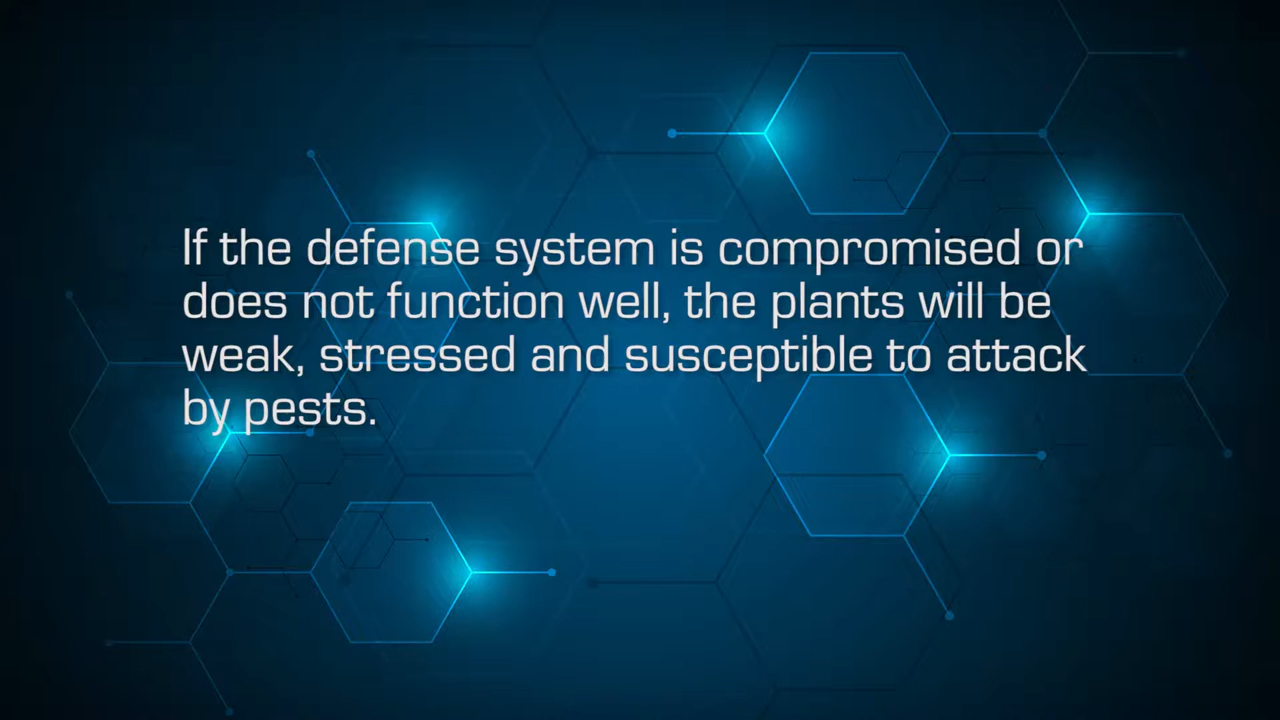 If the defense system is compromised or
does not function well, the plants will be
weak, stressed and susceptible to attack
by pests.